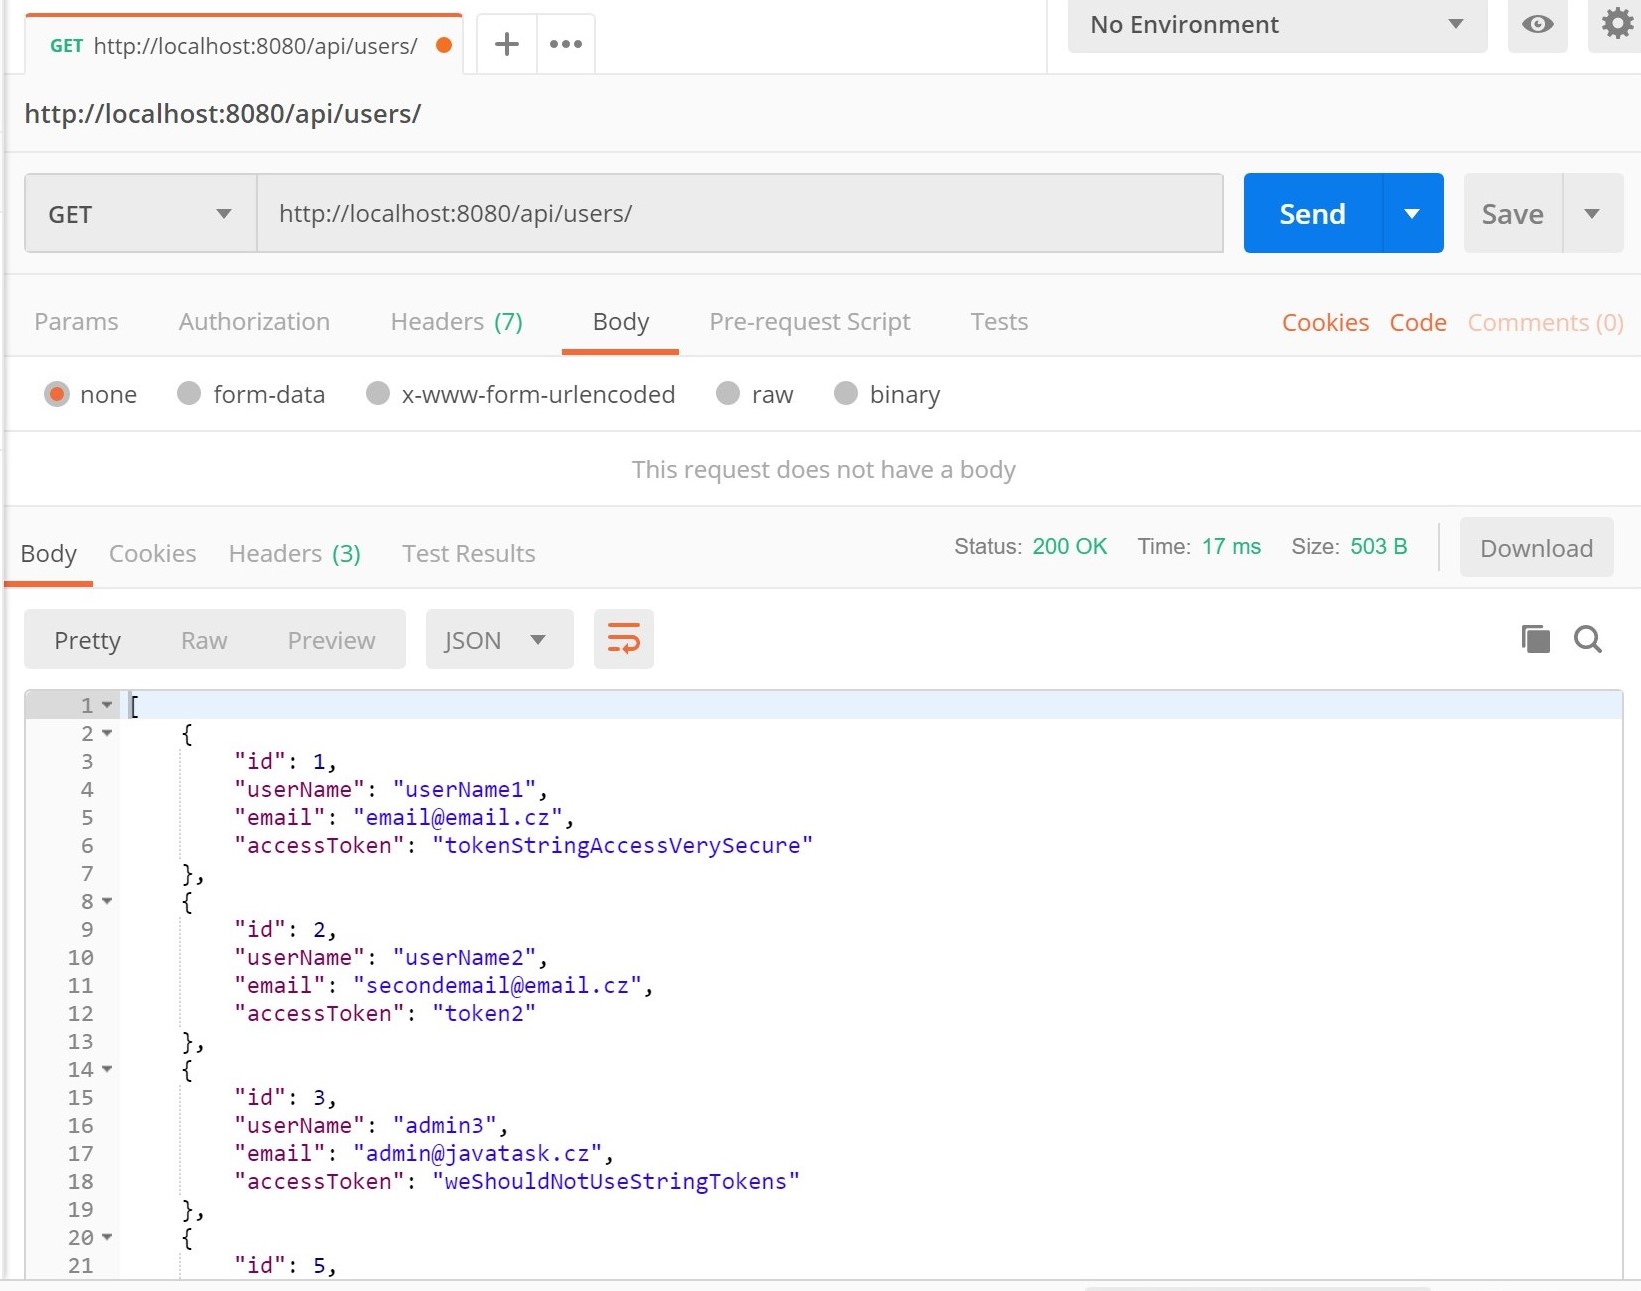 GET http://localhost:8080/api/users/
No Environment
http://localhost:8080/api/users/
GET http://localhost:8080/api/users/ Send Save
Params Authorization Headers (7) Body Pre-request Script Tests Cookies Code Comments (0)
none form-data x-www-form-urlencoded raw binary
This request does not have a body
Body Cookies Headers (3) Test Results Status: 200 OK Time: 17 ms Size: 503 B Download
Pretty Raw Preview JSON
1 [
2 {
3 "id": 1,
4 "userName": "userName1",
5 "email": "email@email.cz",
6 "accessToken": "tokenStringAccessVerySecure"
7 },
8 {
9 "id": 2,
10 "userName": "userName2",
11 "email": "secondemail@email.cz",
12 "accessToken": "token2"
13 },
14 {
15 "id": 3,
16 "userName": "admin3",
17 "email": "admin@javatask.cz",
18 "accessToken": "weShouldNotUseStringTokens"
19 },
20 {
21 "id": 5,